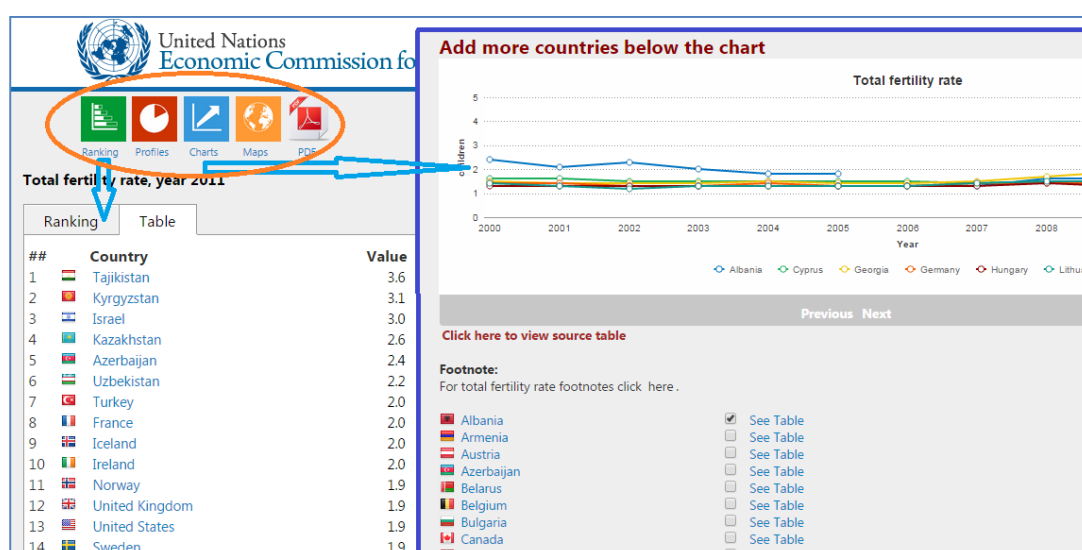 United Nations
Economic Commission fo
Ranking Profiles Charts Maps PDF
Total fertility rate, year 2011
Ranking Table
## Country Value
1 Tajikistan 3.6
2 Kyrgyzstan 3.1
3 Israel 3.0
4 Kazakhstan 2.6
5 Azerbaijan 2.4
6 Uzbekistan 2.2
7 Turkey 2.0
8 France 2.0
9 Iceland 2.0
10 Ireland 2.0
11 Norway 1.9
12 United Kingdom 1.9
13 United States 1.9
14 Sweden 1.9
Add more countries below the chart
Total fertility rate
5
4
3
2
1
0
Children
2000 2001 2002 2003 2004 2005 2006 2007 2008
Year
Albania Cyprus Georgia Germany Hungary Lithu
Previous Next
Click here to view source table
Footnote:
For total fertility rate footnotes click here.
Albania See Table
Armenia See Table
Austria See Table
Azerbaijan See Table
Belarus See Table
Belgium See Table
Bulgaria See Table
Canada See Table